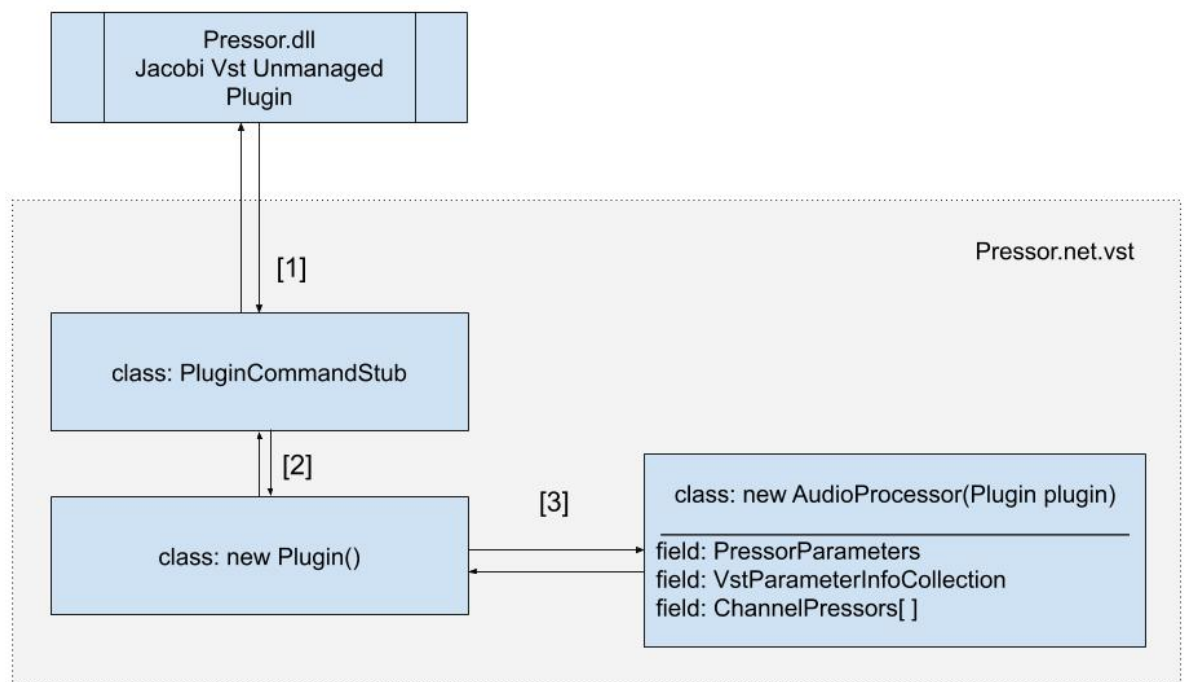 Pressor.dll
Jacobi Vst Unmanaged
Plugin
Pressor.net.vst
[1]
class: PluginCommandStub
[2]
class: new Plugin()
[3]
class: new AudioProcessor(Plugin plugin)
field: PressorParameters
field: VstParameterInfoCollection
field: ChannelPressors[ ]